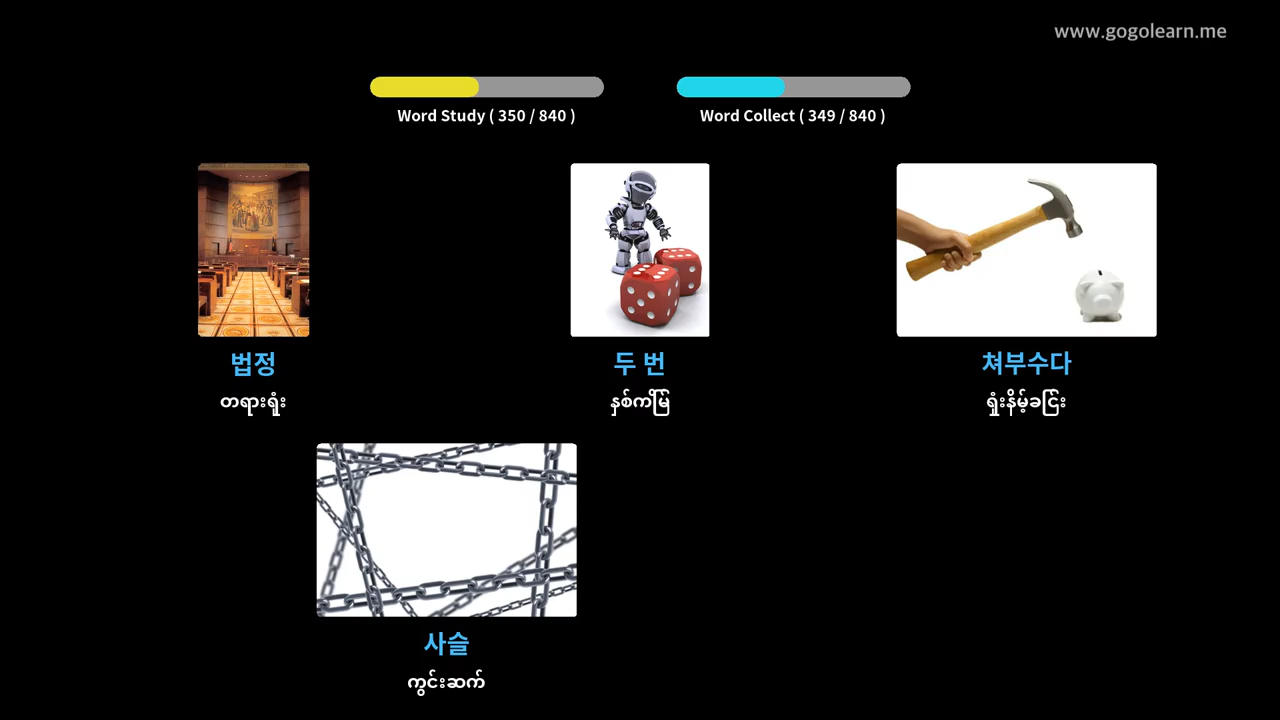 www.gogolearn.me
Word Study ( 350 / 840 )
Word Collect ( 349 / 840 )
법정
တရားရုံး
두 번
နှစ်ကြိမ်
쳐부수다
ရှုံးနိမ့်ခြင်း
사슬
ကွင်းဆက်